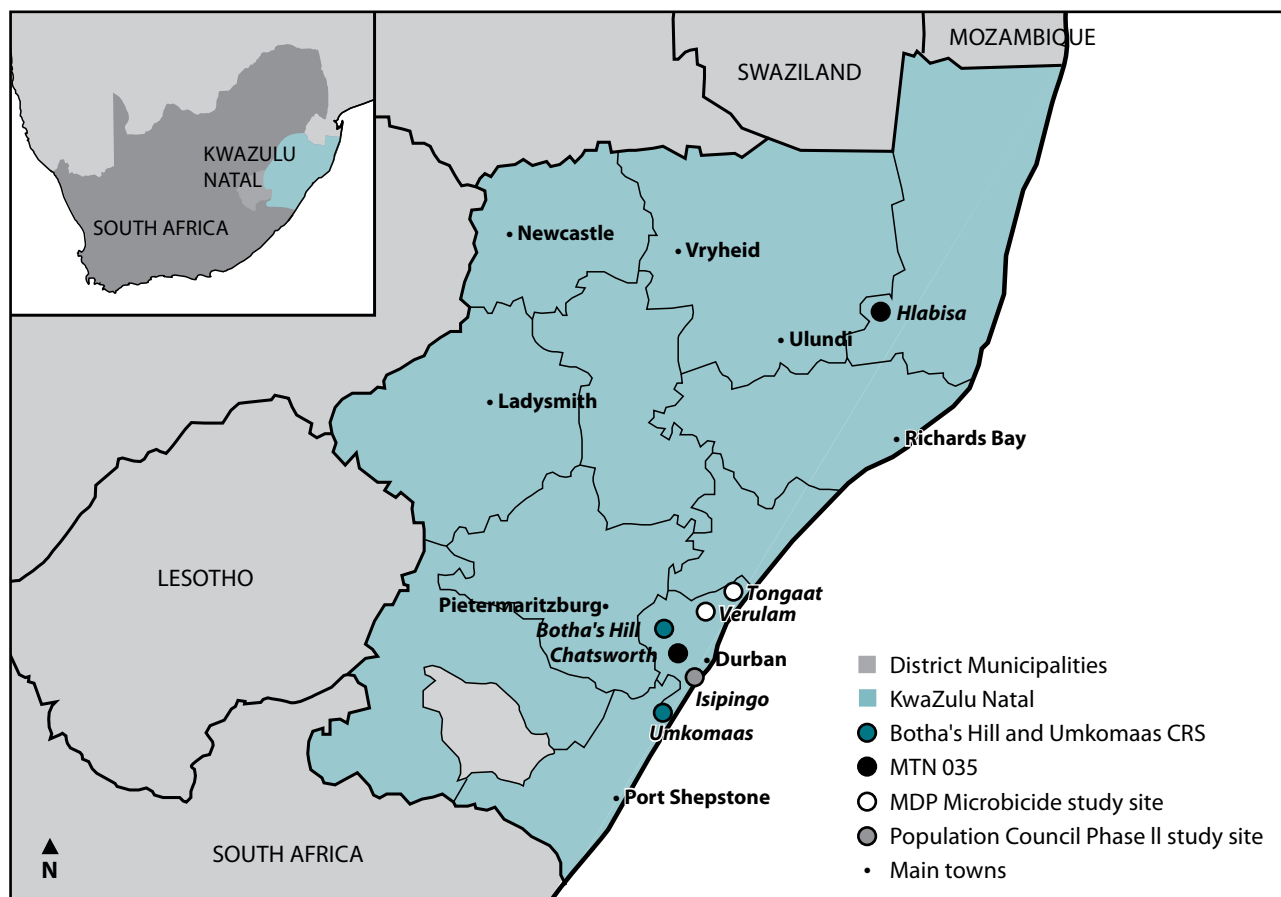 MOZAMBIQUE
SWAZILAND
KWAZULU
NATAL
SOUTH AFRICA
Newcastle
Vryheid
Hlabisa
Ulundi
Ladysmith
Richards Bay
LESOTHO
Tongaat
Pietermaritzburg
Verulam
Botha's Hill
Chatsworth
Durban
Isipingo
Umkomaas
Port Shepstone
SOUTH AFRICA
N
District Municipalities
KwaZulu Natal
Botha's Hill and Umkomaas CRS
MTN 035
MDP Microbicide study site
Population Council Phase II study site
Main towns